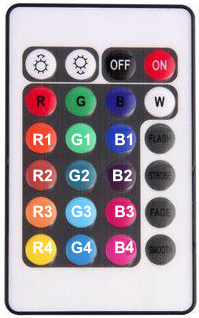 OFF ON
R G B W
R1 G1 B1 FLASH
R2 G2 B2 STROBE
R3 G3 B3 FADE
R4 G4 B4 SMOOTH